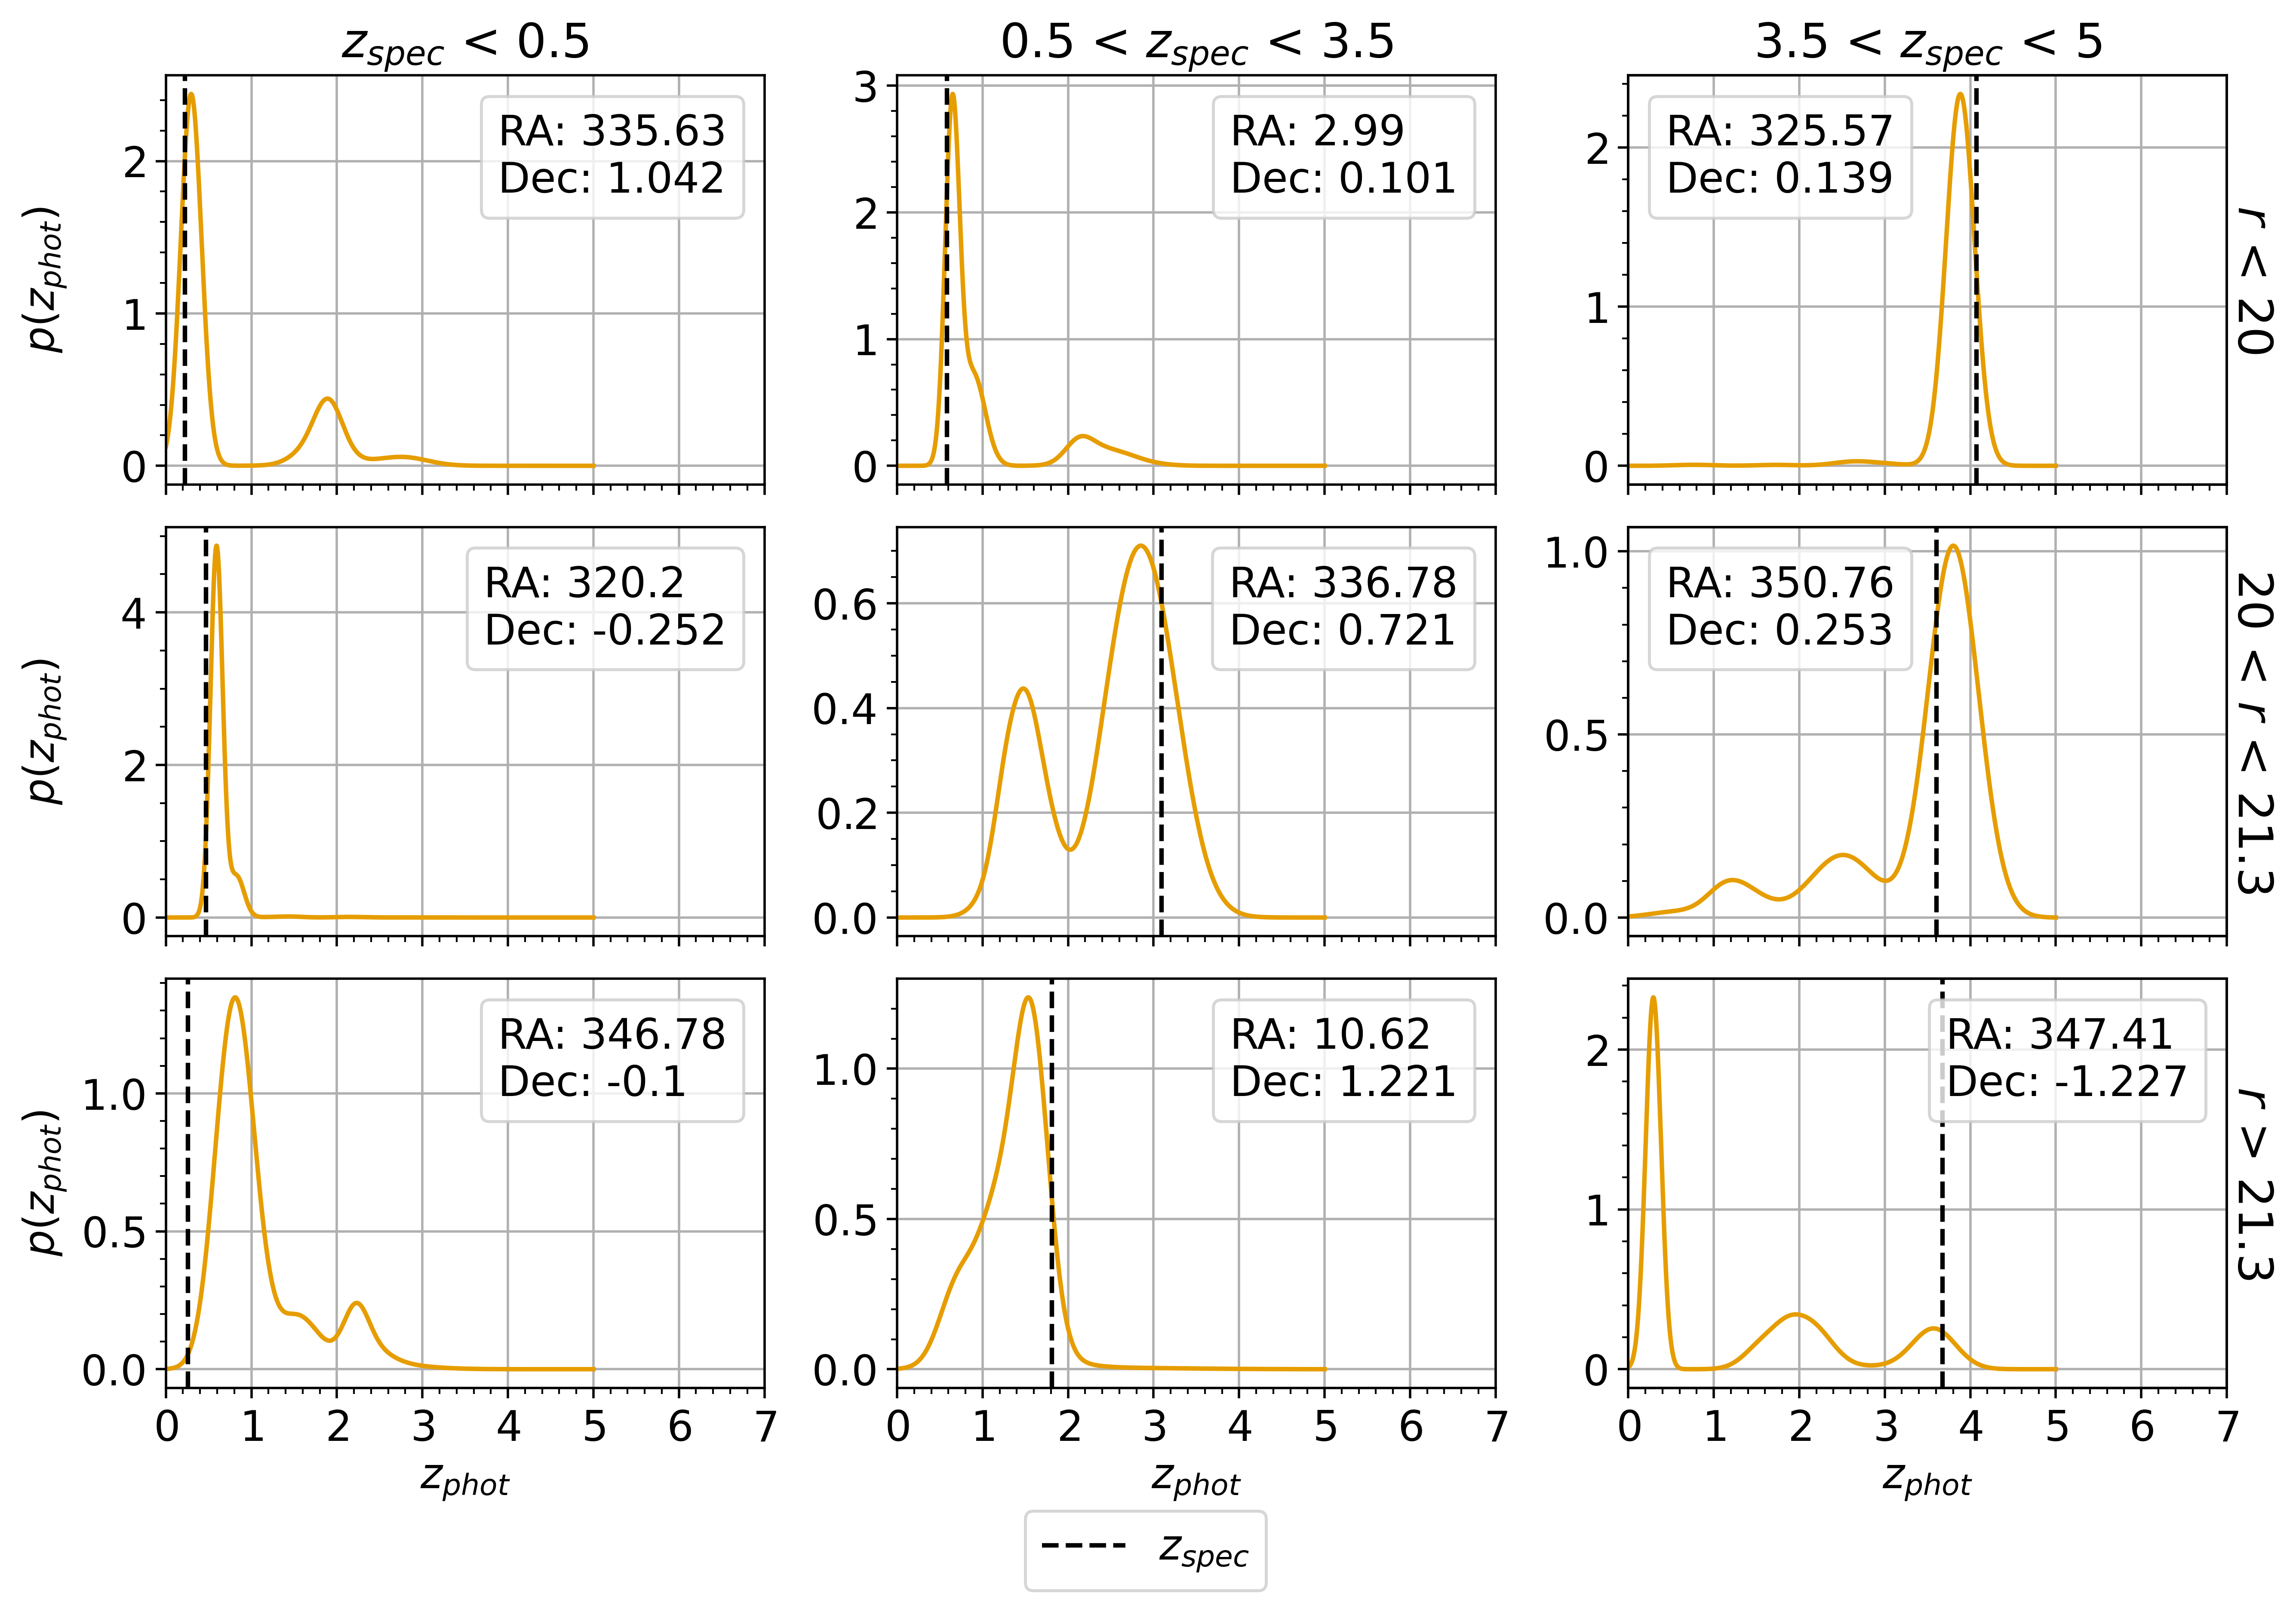 z_spec < 0.5
0.5 < z_spec < 3.5
3.5 < z_spec < 5
p(z_phot)
2
1
0
RA: 335.63
Dec: 1.042
3
2
1
0
RA: 2.99
Dec: 0.101
2
1
0
RA: 325.57
Dec: 0.139
r < 20
p(z_phot)
4
2
0
RA: 320.2
Dec: -0.252
0.6
0.4
0.2
0.0
RA: 336.78
Dec: 0.721
1.0
0.5
0.0
RA: 350.76
Dec: 0.253
20 < r < 21.3
p(z_phot)
1.0
0.5
0.0
RA: 346.78
Dec: -0.1
1.0
0.5
0.0
RA: 10.62
Dec: 1.221
2
1
0
RA: 347.41
Dec: -1.227
r > 21.3
0 1 2 3 4 5 6 7
0 1 2 3 4 5 6 7
0 1 2 3 4 5 6 7
z_phot
z_phot
z_phot
z_spec